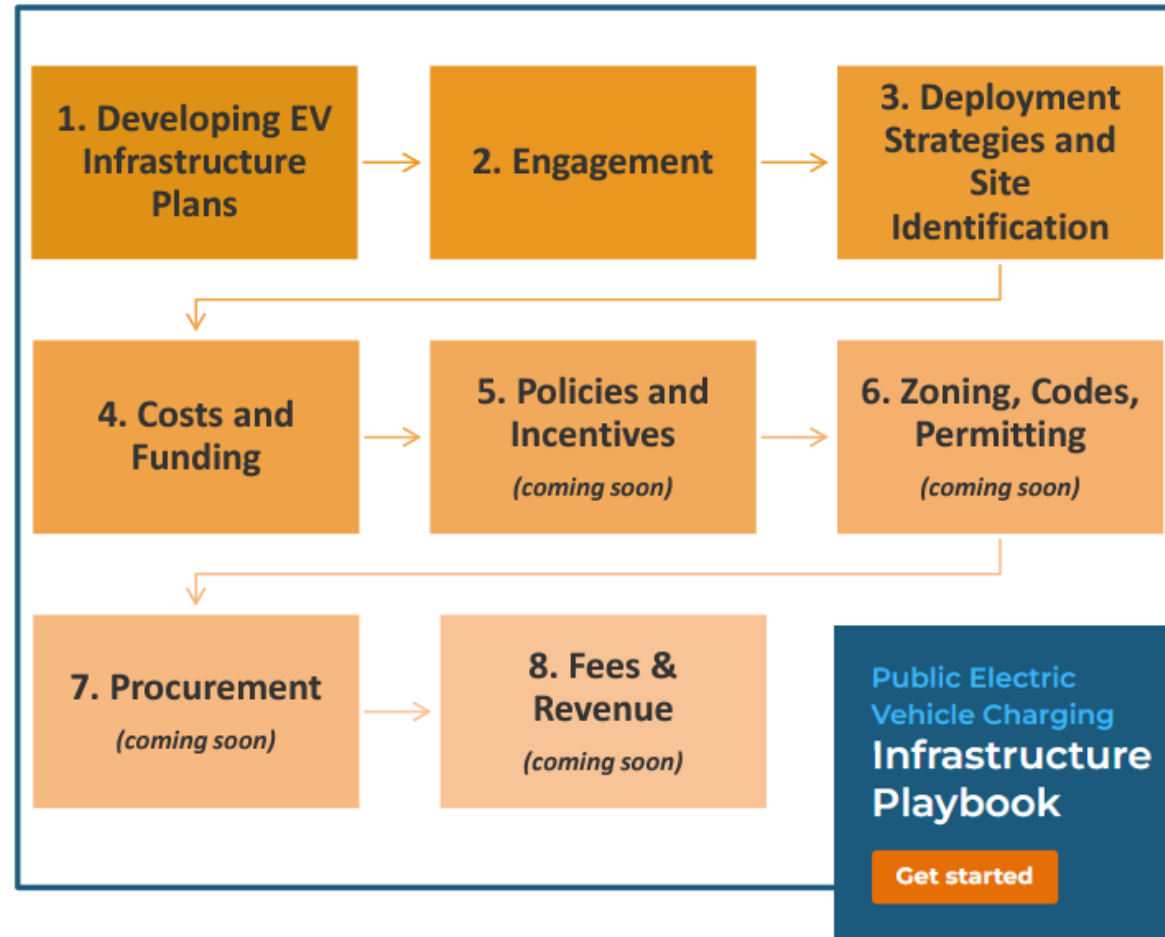 1. Developing EV
Infrastructure
Plans
2. Engagement
3. Deployment
Strategies and
Site
Identification
4. Costs and
Funding
5. Policies and
Incentives
(coming soon)
6. Zoning, Codes,
Permitting
(coming soon)
7. Procurement
(coming soon)
8. Fees &
Revenue
(coming soon)
Public Electric
Vehicle Charging
Infrastructure
Playbook
Get started